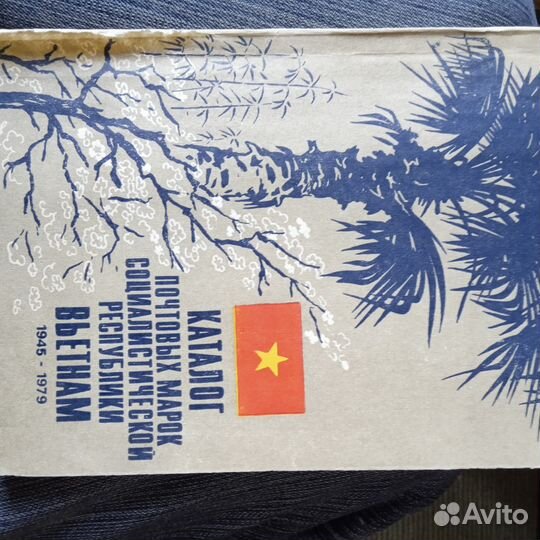 КАТАЛОГ
ПОЧТОВЫХ МАРОК
СОЦИАЛИСТИЧЕСКОЙ
РЕСПУБЛИКИ
ВЬЕТНАМ
1945 - 1979
Avito